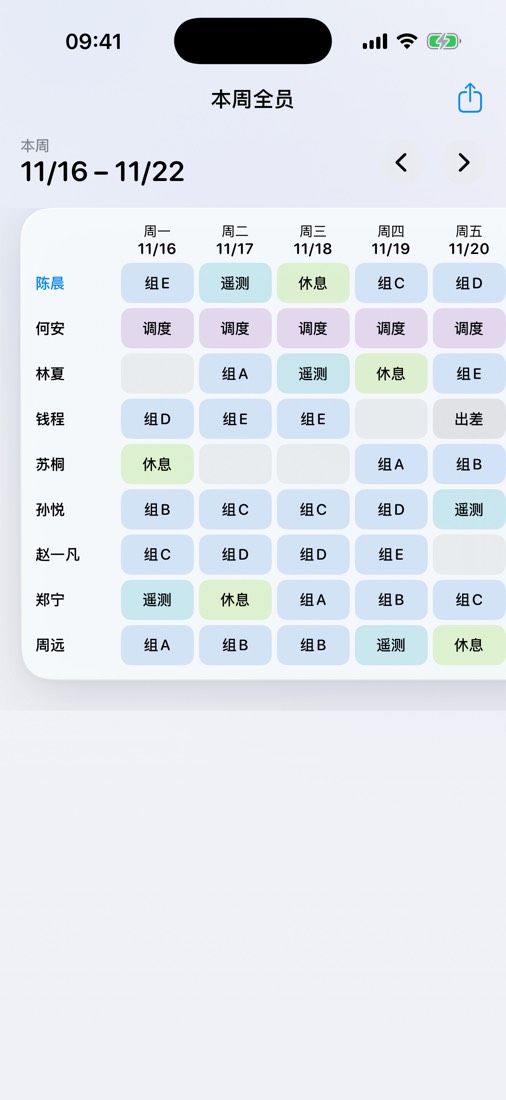 09:41
本周全员
本周
11/16 – 11/22
周一 周二 周三 周四 周五
11/16 11/17 11/18 11/19 11/20
陈晨 组E 遥测 休息 组C 组D
何安 调度 调度 调度 调度 调度
林夏 组A 遥测 休息 组E
钱程 组D 组E 组E 出差
苏桐 休息 组A 组B
孙悦 组B 组C 组C 组D 遥测
赵一凡 组C 组D 组D 组E
郑宁 遥测 休息 组A 组B 组C
周远 组A 组B 组B 遥测 休息